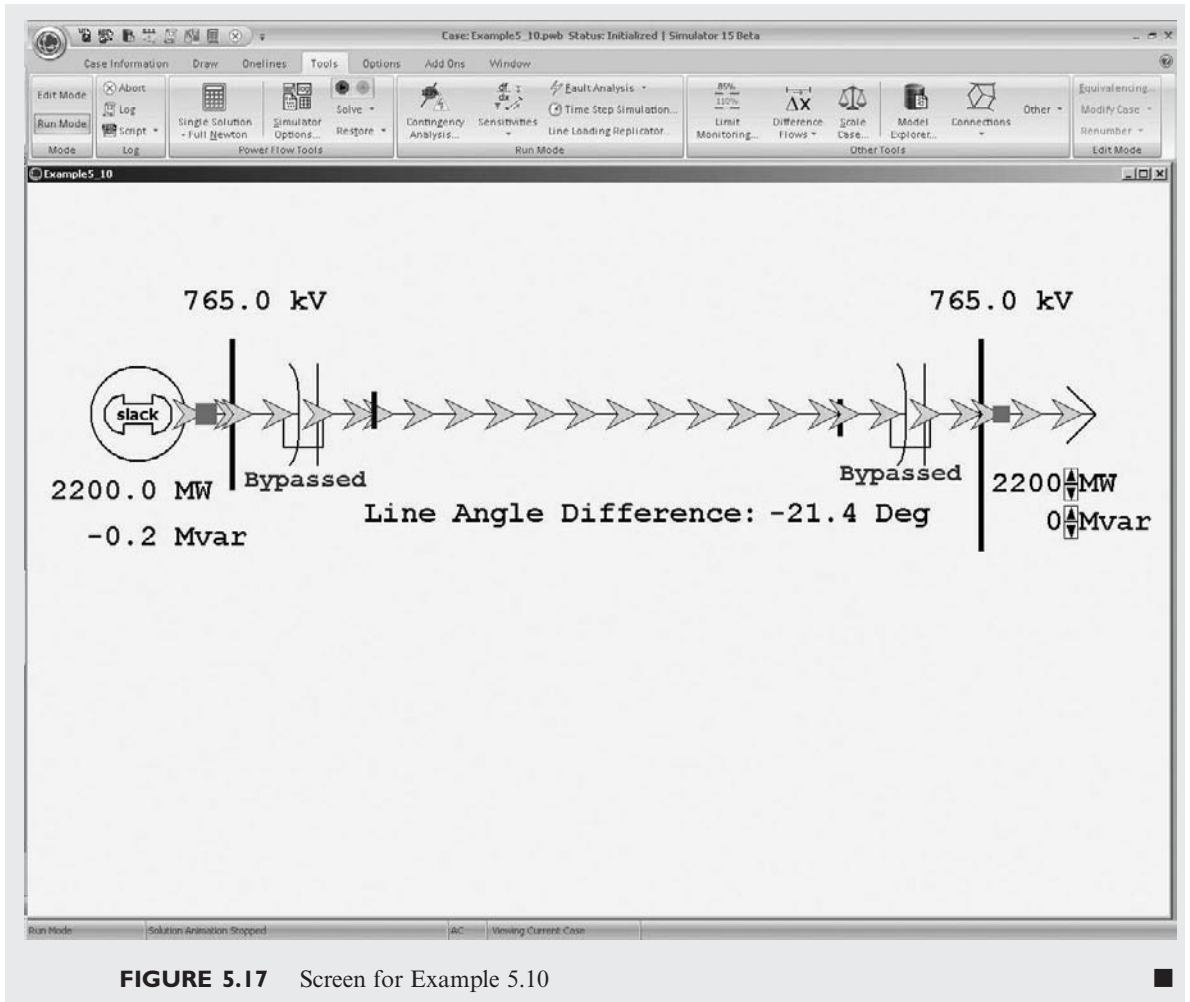 Case: Example5_10.pwb Status: Initialized | Simulator 15 Beta
Case Information Draw Onelines Tools Options Add Ons Window
Edit Mode
Run Mode
Mode
Abort
Log
Script
Log
Single Solution
- Full Newton
Simulator
Options...
Solve
Restore
Power Flow Tools
Contingency
Analysis...
Sensitivities
Fault Analysis
Time Step Simulation...
Line Loading Replicator...
Run Mode
Limit
Monitoring...
ΔX
Difference
Flows
Scale
Case...
Model
Explorer...
Connections
Other
Other Tools
Equivalencing...
Modify Case
Renumber
Edit Mode
Example5_10
765.0 kV
765.0 kV
slack
Bypassed
Bypassed
2200.0 MW
-0.2 Mvar
Line Angle Difference: -21.4 Deg
2200 MW
0 Mvar
Run Mode
Solution Animation Stopped
AC
Viewing Current Case
FIGURE 5.17 Screen for Example 5.10